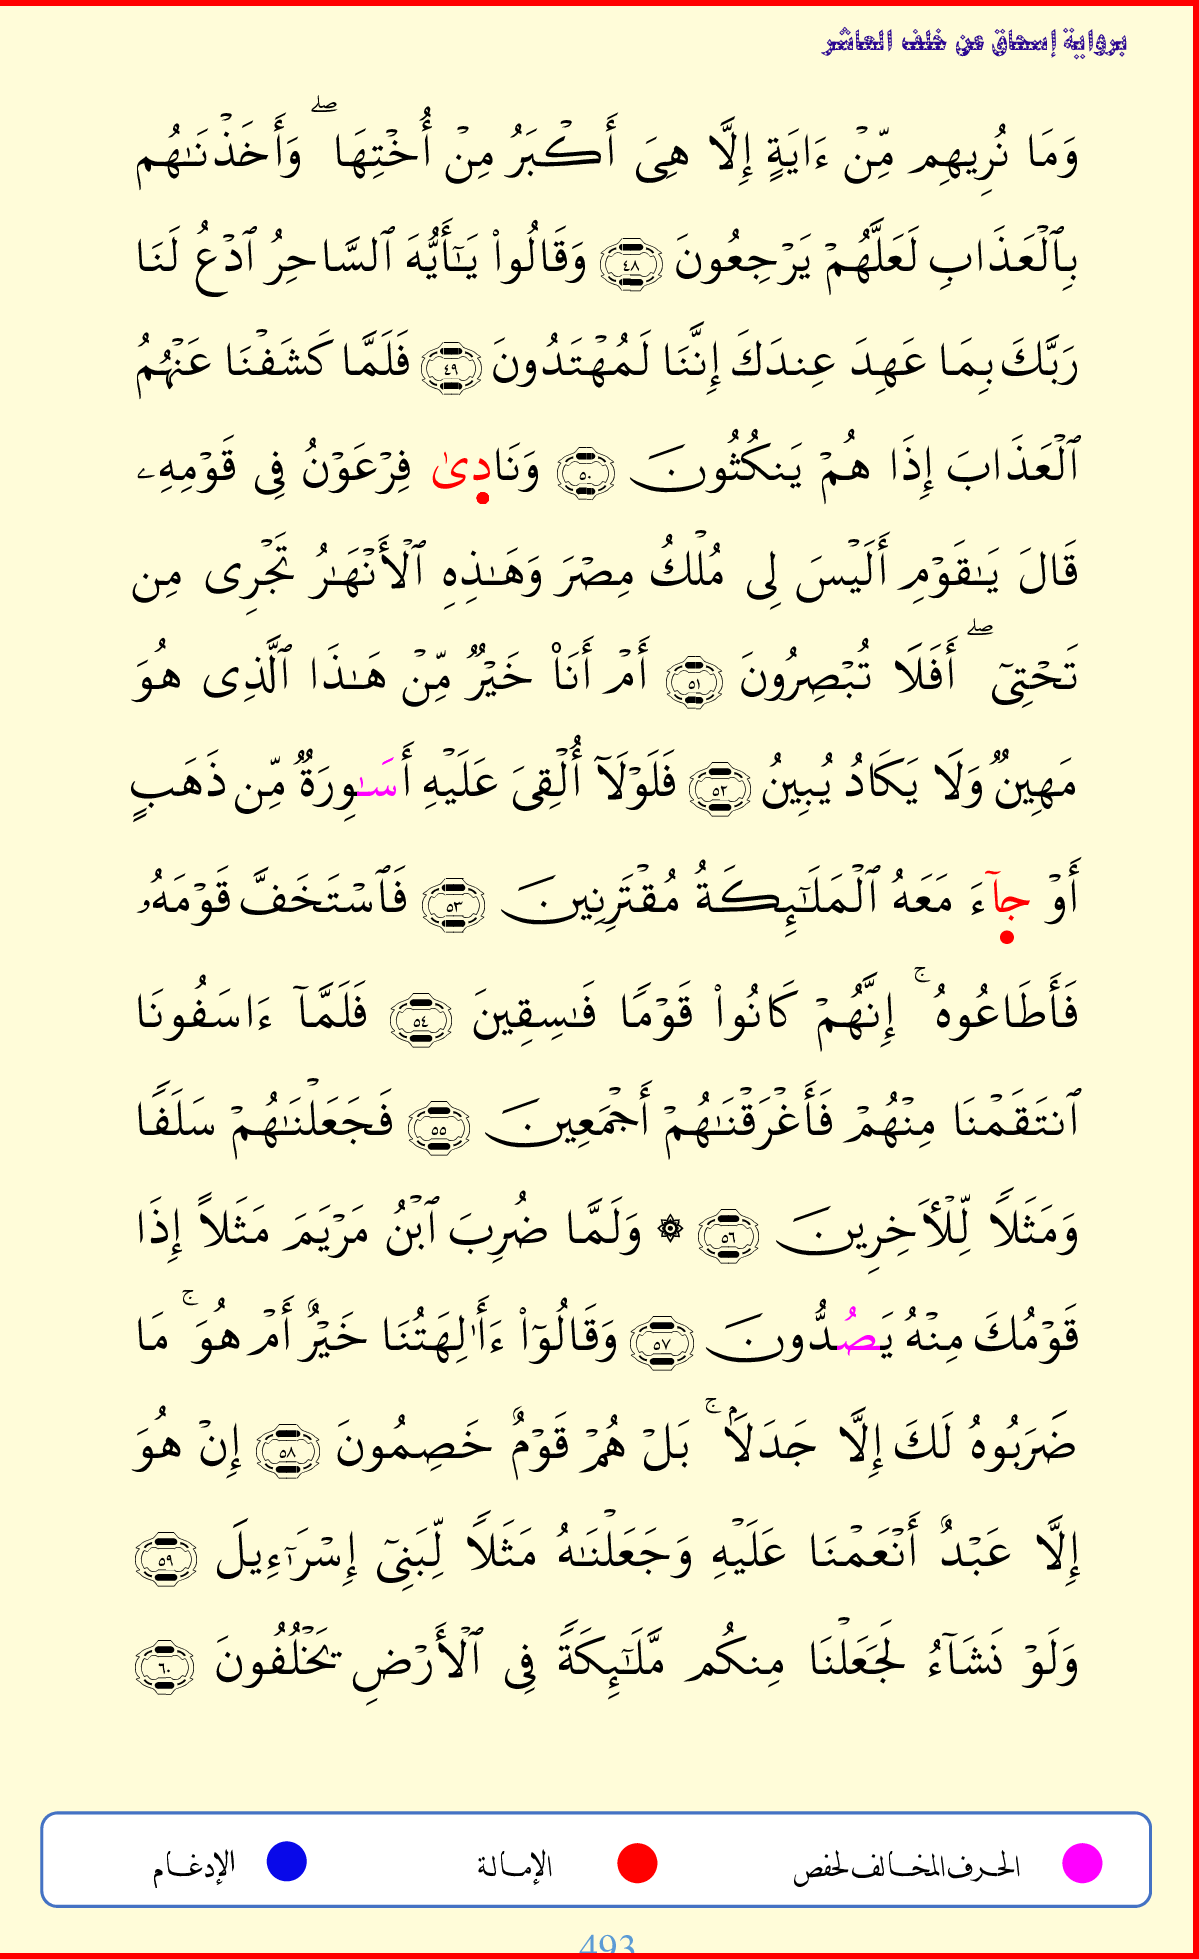 برواية إسحاق عن خلف العاشر
وَمَا نُرِيهِم مِّنْ ءَايَةٍ إِلَّا هِىَ أَكْبَرُ مِنْ أُخْتِهَا ۖ وَأَخَذْنَـٰهُم
بِٱلْعَذَابِ لَعَلَّهُمْ يَرْجِعُونَ ٤٨ وَقَالُوا۟ يَـٰٓأَيُّهَ ٱلسَّاحِرُ ٱدْعُ لَنَا
رَبَّكَ بِمَا عَهِدَ عِندَكَ إِنَّنَا لَمُهْتَدُونَ ٤٩ فَلَمَّا كَشَفْنَا عَنْهُمُ
ٱلْعَذَابَ إِذَا هُمْ يَنكُثُونَ ٥٠ وَنَادِىٰ فِرْعَوْنُ فِى قَوْمِهِۦ
قَالَ يَـٰقَوْمِ أَلَيْسَ لِى مُلْكُ مِصْرَ وَهَـٰذِهِ ٱلْأَنْهَـٰرُ تَجْرِى مِن
تَحْتِىٓ ۖ أَفَلَا تُبْصِرُونَ ٥١ أَمْ أَنَا۠ خَيْرٌ مِّنْ هَـٰذَا ٱلَّذِى هُوَ
مَهِينٌ وَلَا يَكَادُ يُبِينُ ٥٢ فَلَوْلَآ أُلْقِىَ عَلَيْهِ أَسَـٰوِرَةٌ مِّن ذَهَبٍ
أَوْ جِآءَ مَعَهُ ٱلْمَلَـٰٓئِكَةُ مُقْتَرِنِينَ ٥٣ فَٱسْتَخَفَّ قَوْمَهُۥ
فَأَطَاعُوهُ ۚ إِنَّهُمْ كَانُوا۟ قَوْمًا فَـٰسِقِينَ ٥٤ فَلَمَّآ ءَاسَفُونَا
ٱنتَقَمْنَا مِنْهُمْ فَأَغْرَقْنَـٰهُمْ أَجْمَعِينَ ٥٥ فَجَعَلْنَـٰهُمْ سَلَفًا
وَمَثَلًا لِّلْـَٔاخِرِينَ ٥٦ ۞ وَلَمَّا ضُرِبَ ٱبْنُ مَرْيَمَ مَثَلًا إِذَا
قَوْمُكَ مِنْهُ يَصُدُّونَ ٥٧ وَقَالُوٓا۟ ءَأَـٰلِهَتُنَا خَيْرٌ أَمْ هُوَ ۚ مَا
ضَرَبُوهُ لَكَ إِلَّا جَدَلًۢا ۚ بَلْ هُمْ قَوْمٌ خَصِمُونَ ٥٨ إِنْ هُوَ
إِلَّا عَبْدٌ أَنْعَمْنَا عَلَيْهِ وَجَعَلْنَـٰهُ مَثَلًا لِّبَنِىٓ إِسْرَٰٓءِيلَ ٥٩
وَلَوْ نَشَآءُ لَجَعَلْنَا مِنكُم مَّلَـٰٓئِكَةً فِى ٱلْأَرْضِ يَخْلُفُونَ ٦٠
الحرف المخالف لحفص الإمالة الإدغام
493